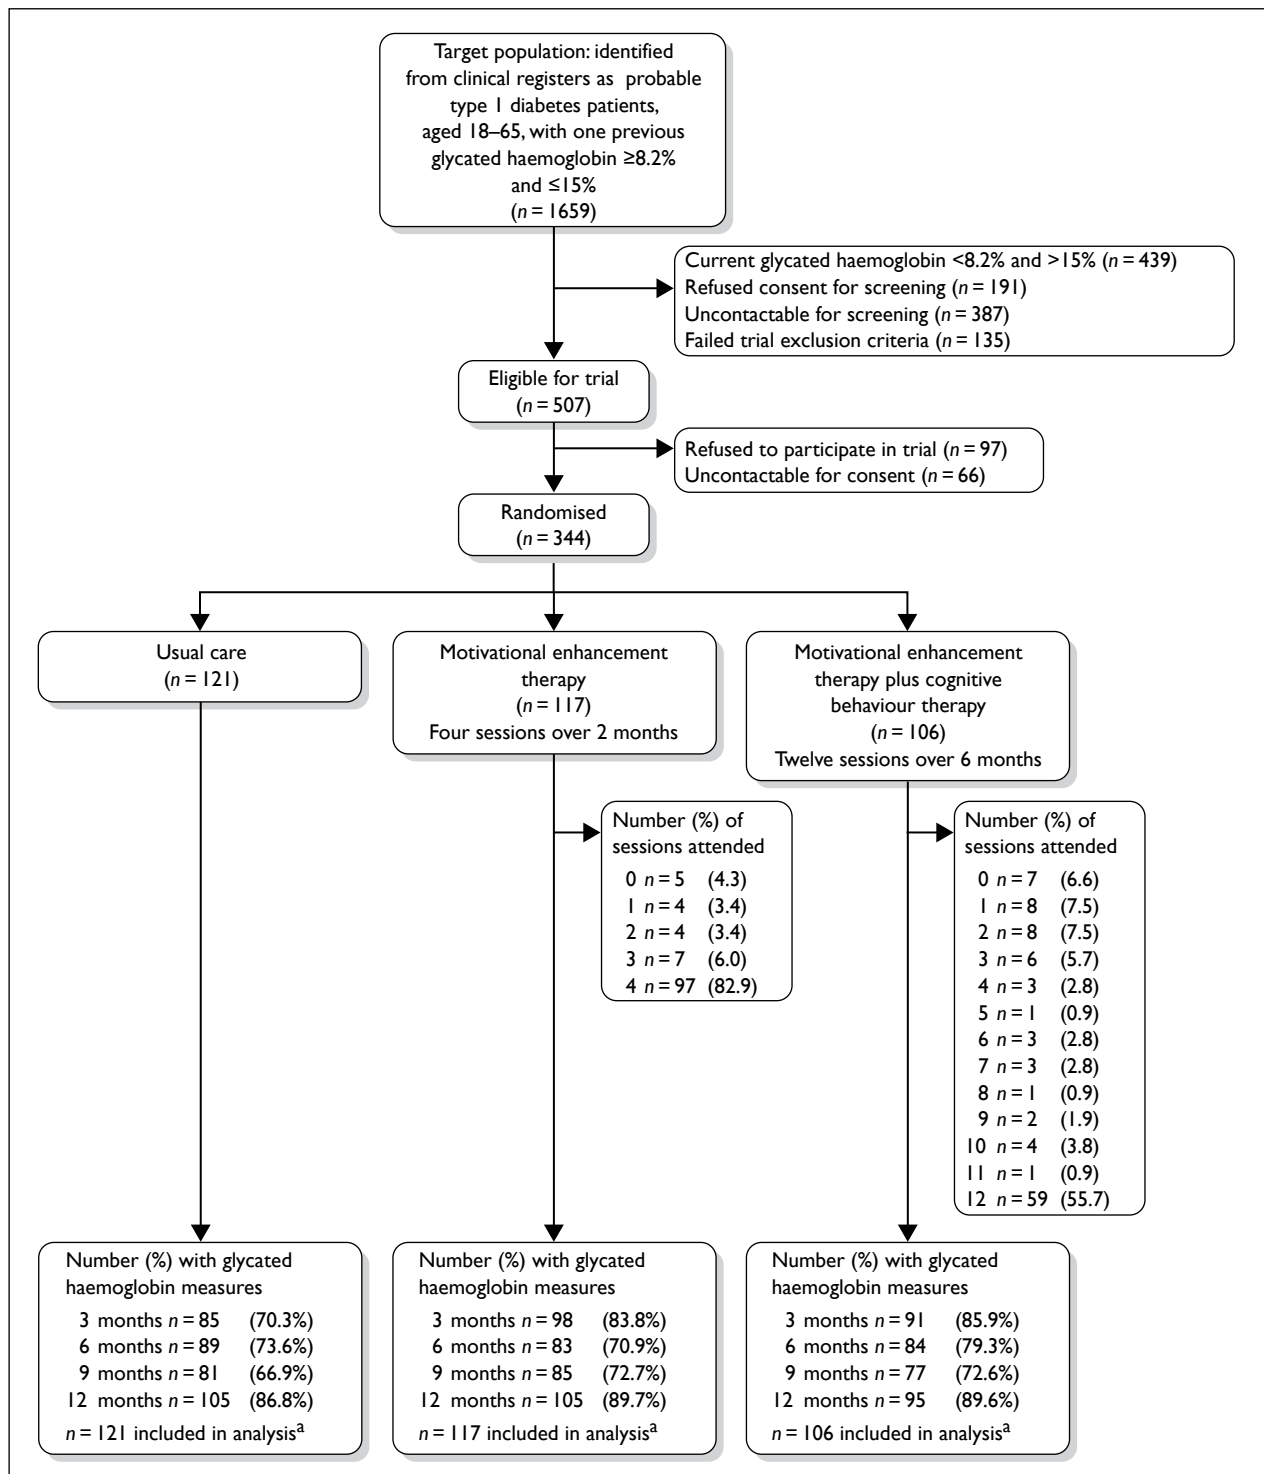 Target population: identified
from clinical registers as probable
type 1 diabetes patients,
aged 18–65, with one previous
glycated haemoglobin ≥8.2%
and ≤15%
(n = 1659)
Current glycated haemoglobin <8.2% and >15% (n = 439)
Refused consent for screening (n = 191)
Uncontactable for screening (n = 387)
Failed trial exclusion criteria (n = 135)
Eligible for trial
(n = 507)
Refused to participate in trial (n = 97)
Uncontactable for consent (n = 66)
Randomised
(n = 344)
Usual care
(n = 121)
Motivational enhancement
therapy
(n = 117)
Four sessions over 2 months
Motivational enhancement
therapy plus cognitive
behaviour therapy
(n = 106)
Twelve sessions over 6 months
Number (%) of
sessions attended
0 n = 5 (4.3)
1 n = 4 (3.4)
2 n = 4 (3.4)
3 n = 7 (6.0)
4 n = 97 (82.9)
Number (%) of
sessions attended
0 n = 7 (6.6)
1 n = 8 (7.5)
2 n = 8 (7.5)
3 n = 6 (5.7)
4 n = 3 (2.8)
5 n = 1 (0.9)
6 n = 3 (2.8)
7 n = 3 (2.8)
8 n = 1 (0.9)
9 n = 2 (1.9)
10 n = 4 (3.8)
11 n = 1 (0.9)
12 n = 59 (55.7)
Number (%) with glycated
haemoglobin measures
3 months n = 85 (70.3%)
6 months n = 89 (73.6%)
9 months n = 81 (66.9%)
12 months n = 105 (86.8%)
n = 121 included in analysisª
Number (%) with glycated
haemoglobin measures
3 months n = 98 (83.8%)
6 months n = 83 (70.9%)
9 months n = 85 (72.7%)
12 months n = 105 (89.7%)
n = 117 included in analysisª
Number (%) with glycated
haemoglobin measures
3 months n = 91 (85.9%)
6 months n = 84 (79.3%)
9 months n = 77 (72.6%)
12 months n = 95 (89.6%)
n = 106 included in analysisª